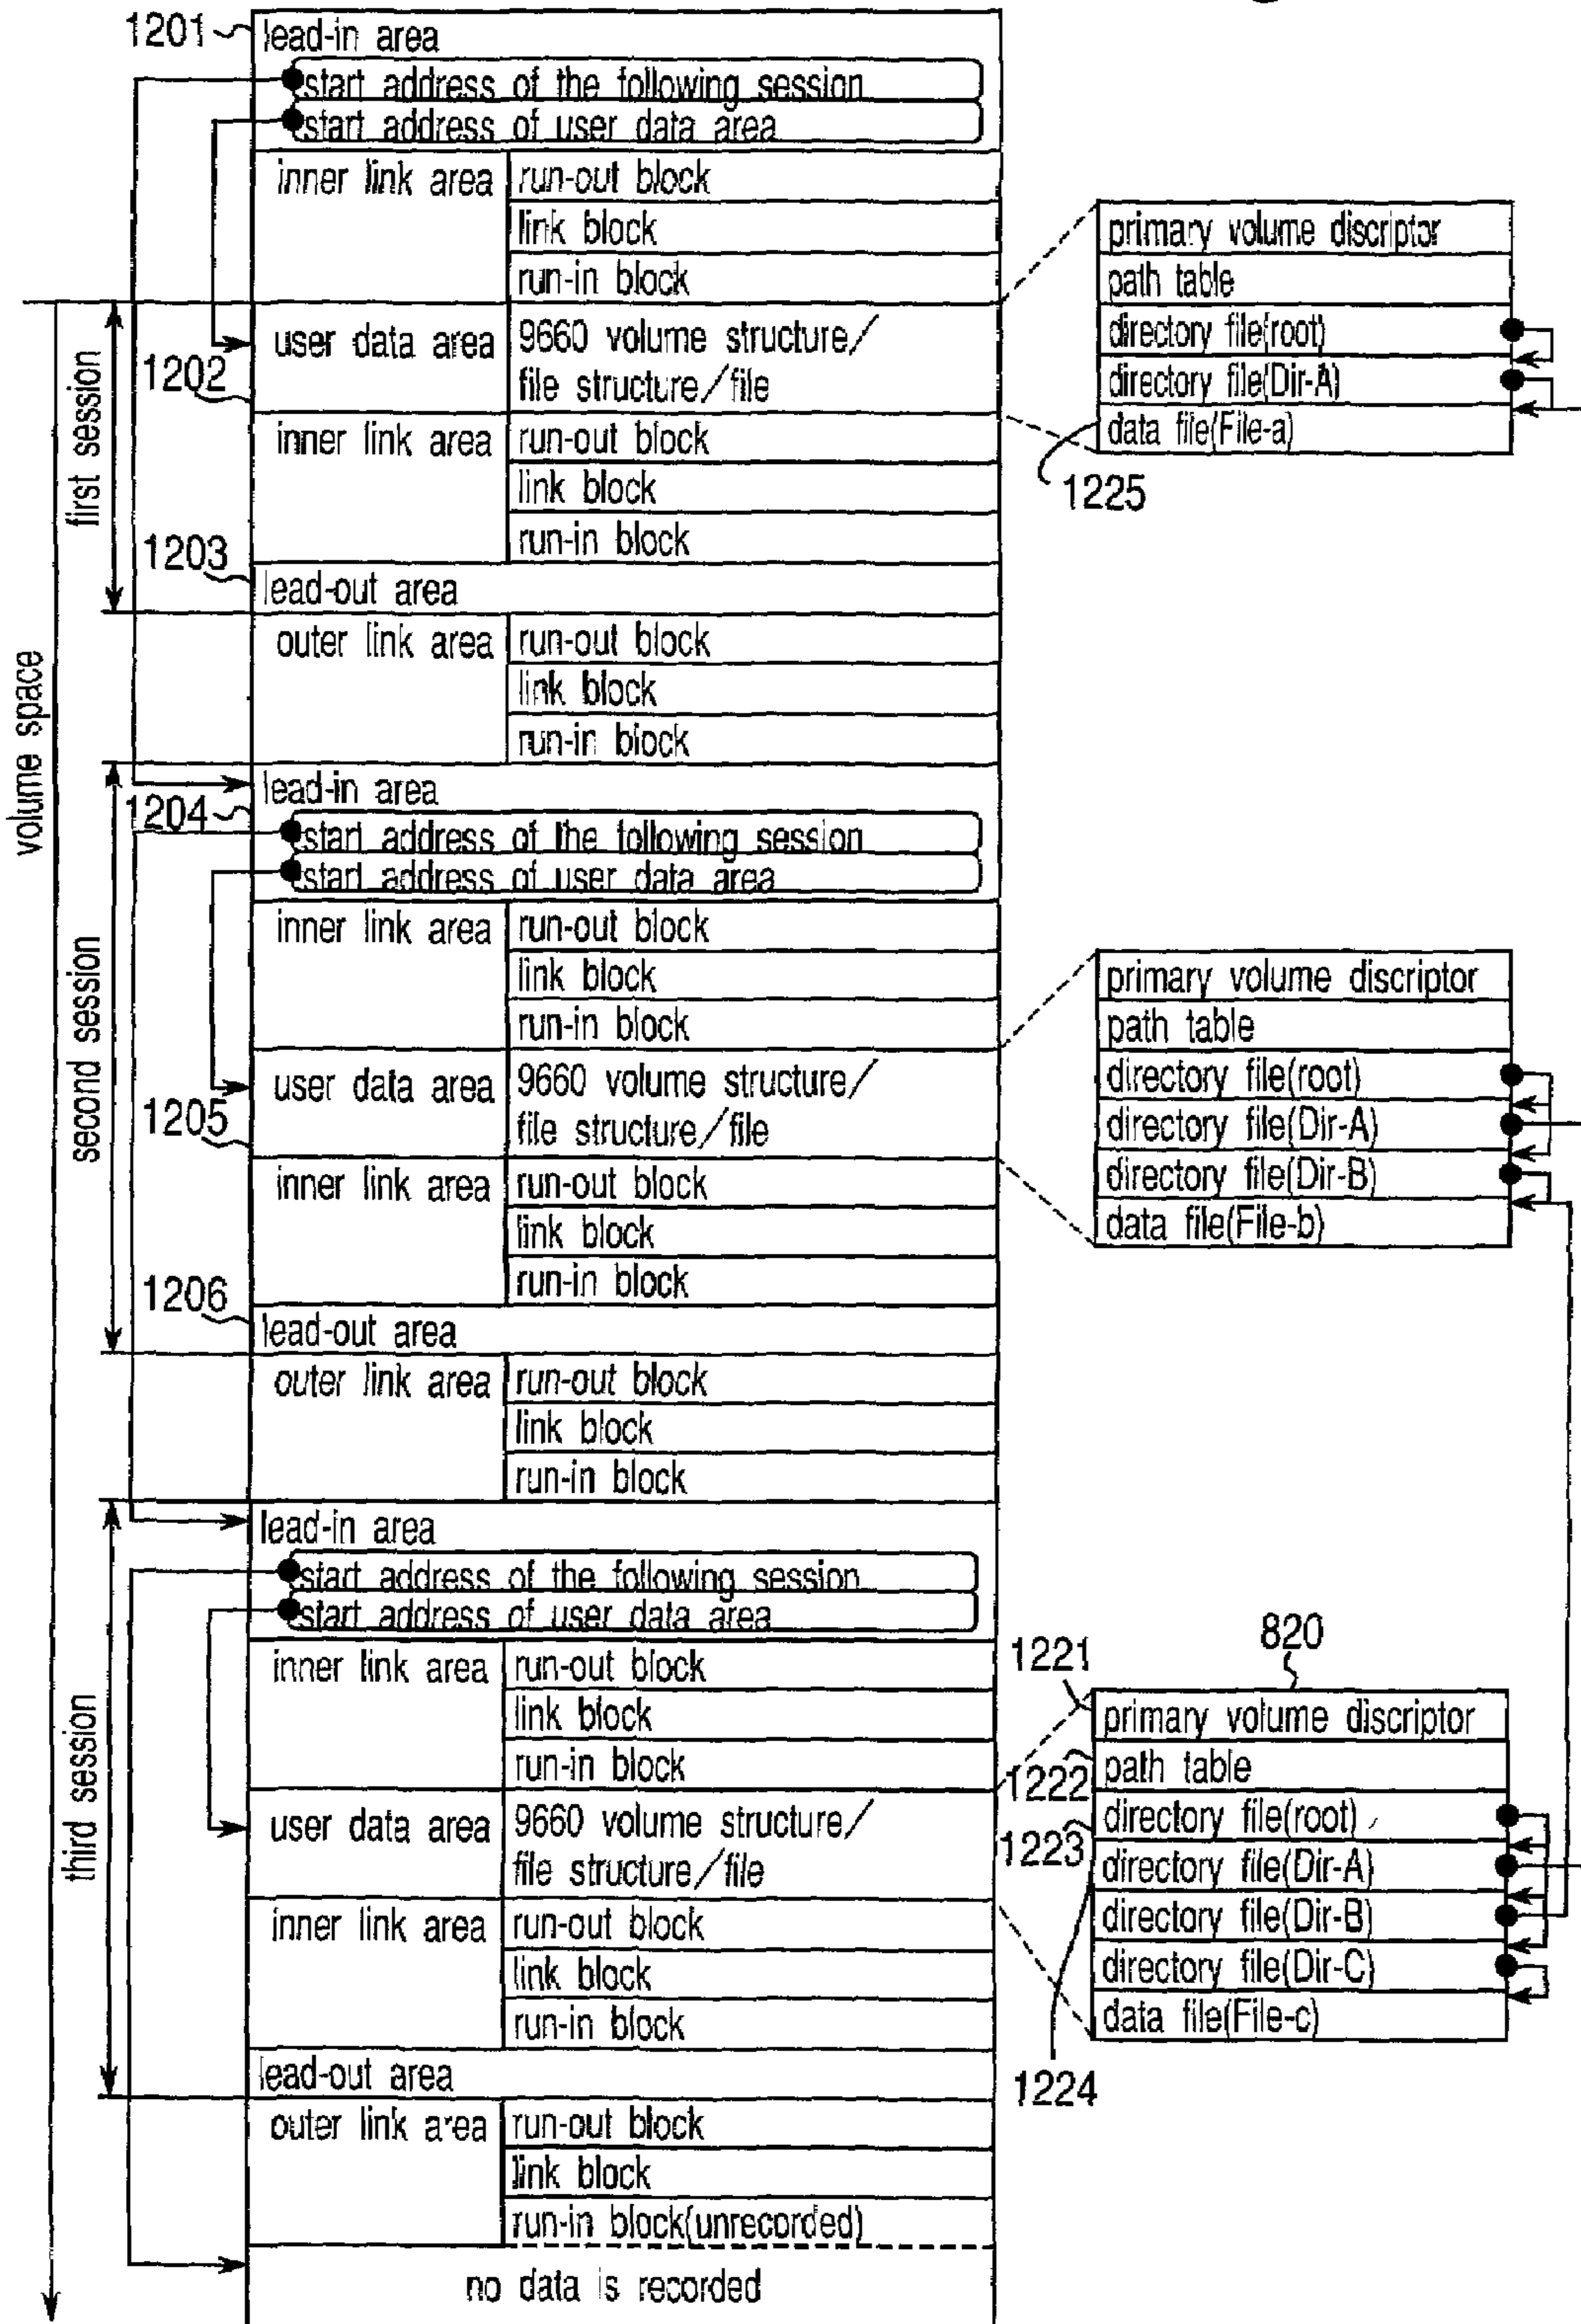 1201
lead-in area
start address of the following session
start address of user data area
inner link area
run-out block
link block
run-in block
user data area
9660 volume structure/
file structure/file
1202
inner link area
run-out block
link block
run-in block
1203
lead-out area
first session
outer link area
run-out block
link block
run-in block
volume space
primary volume discriptor
path table
directory file(root)
directory file(Dir-A)
data file(File-a)
1225
lead-in area
1204
start address of the following session
start address of user data area
inner link area
run-out block
link block
run-in block
user data area
9660 volume structure/
file structure/file
1205
inner link area
run-out block
link block
run-in block
1206
lead-out area
second session
outer link area
run-out block
link block
run-in block
primary volume discriptor
path table
directory file(root)
directory file(Dir-A)
directory file(Dir-B)
data file(File-b)
lead-in area
start address of the following session
start address of user data area
inner link area
run-out block
link block
run-in block
user data area
9660 volume structure/
file structure/file
inner link area
run-out block
link block
run-in block
lead-out area
third session
outer link area
run-out block
link block
run-in block(unrecorded)
no data is recorded
820
1221
primary volume discriptor
1222
path table
1223
directory file(root)
directory file(Dir-A)
directory file(Dir-B)
directory file(Dir-C)
data file(File-c)
1224